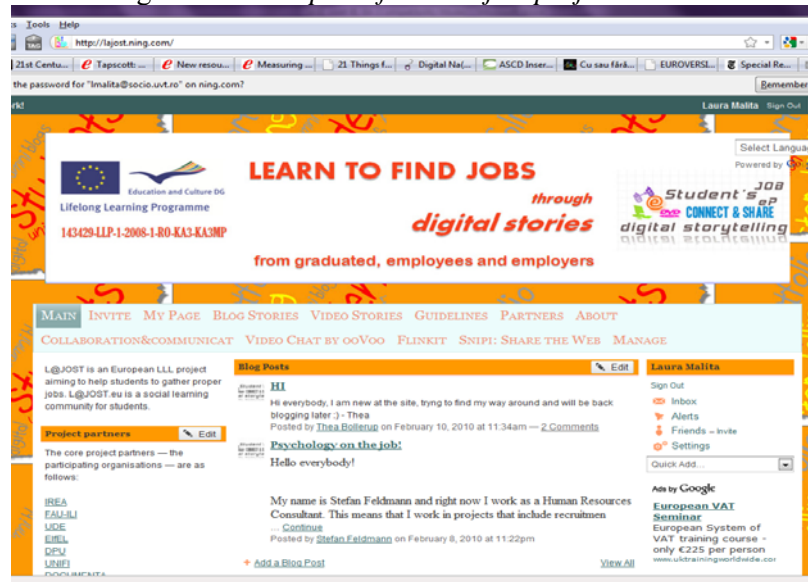 Tools Help
http://lajost.ning.com/
21st Centu... Tapscott: ... New resou... Measuring ... 21 Things f... Digital Na(... ASCD Inser... Cu sau fără... EUROVERSI... Special Re...
the password for "lmalita@socio.uvt.ro" on ning.com? Remember
Laura Malita Sign Out
Select Langua
Powered by
Education and Culture DG
Lifelong Learning Programme
143429-LLP-1-2008-1-RO-KA3-KA3MP
LEARN TO FIND JOBS
through
digital stories
from graduated, employees and employers
Student's JOB eP
CONNECT & SHARE
digital storytelling
MAIN INVITE MY PAGE BLOG STORIES VIDEO STORIES GUIDELINES PARTNERS ABOUT
COLLABORATION&COMMUNICAT VIDEO CHAT BY OOVOO FLINKIT SNIPI: SHARE THE WEB MANAGE
L@JOST is an European LLL project
aiming to help students to gather proper
jobs. L@JOST.eu is a social learning
community for students.
Project partners Edit
The core project partners — the
participating organisations — are as
follows:
IREA
FAU-ILI
UDE
EIfEL
DPU
UNIFI
DOCUMENTA
Blog Posts Edit
HI
Hi everybody, I am new at the site, trying to find my way around and will be back
blogging later :) - Thea
Posted by Thea Bollerup on February 10, 2010 at 11:34am — 2 Comments
Psychology on the job!
Hello everybody!
My name is Stefan Feldmann and right now I work as a Human Resources
Consultant. This means that I work in projects that include recruitmen
... Continue
Posted by Stefan Feldmann on February 8, 2010 at 11:22pm
+ Add a Blog Post View All
Laura Malita
Sign Out
Inbox
Alerts
Friends – Invite
Settings
Quick Add...
Ads by Google
European VAT
Seminar
European System of
VAT training course -
only €225 per person
www.uktrainingworldwide.cor